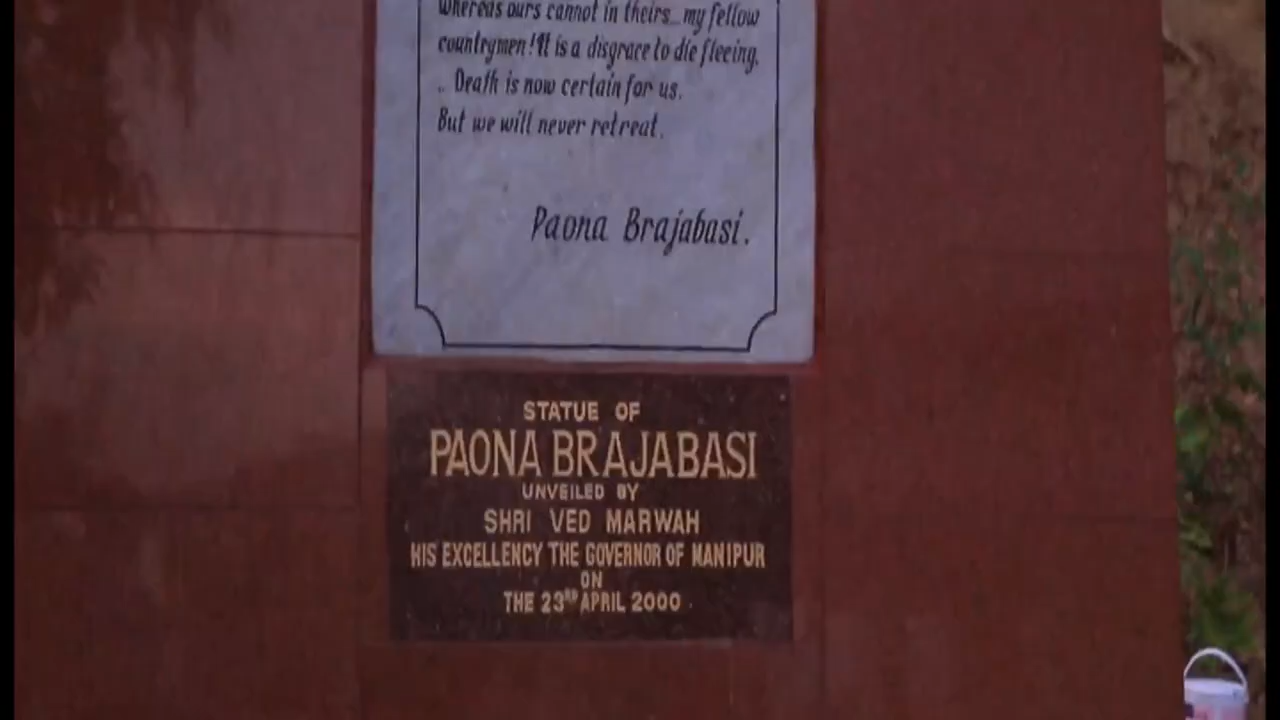 whereas ours cannot in theirs... my fellow
countrymen! It is a disgrace to die fleeing.
.. Death is now certain for us.
But we will never retreat.
Paona Brajabasi.
STATUE OF
PAONA BRAJABASI
UNVEILED BY
SHRI VED MARWAH
HIS EXCELLENCY THE GOVERNOR OF MANIPUR
ON
THE 23RD APRIL 2000